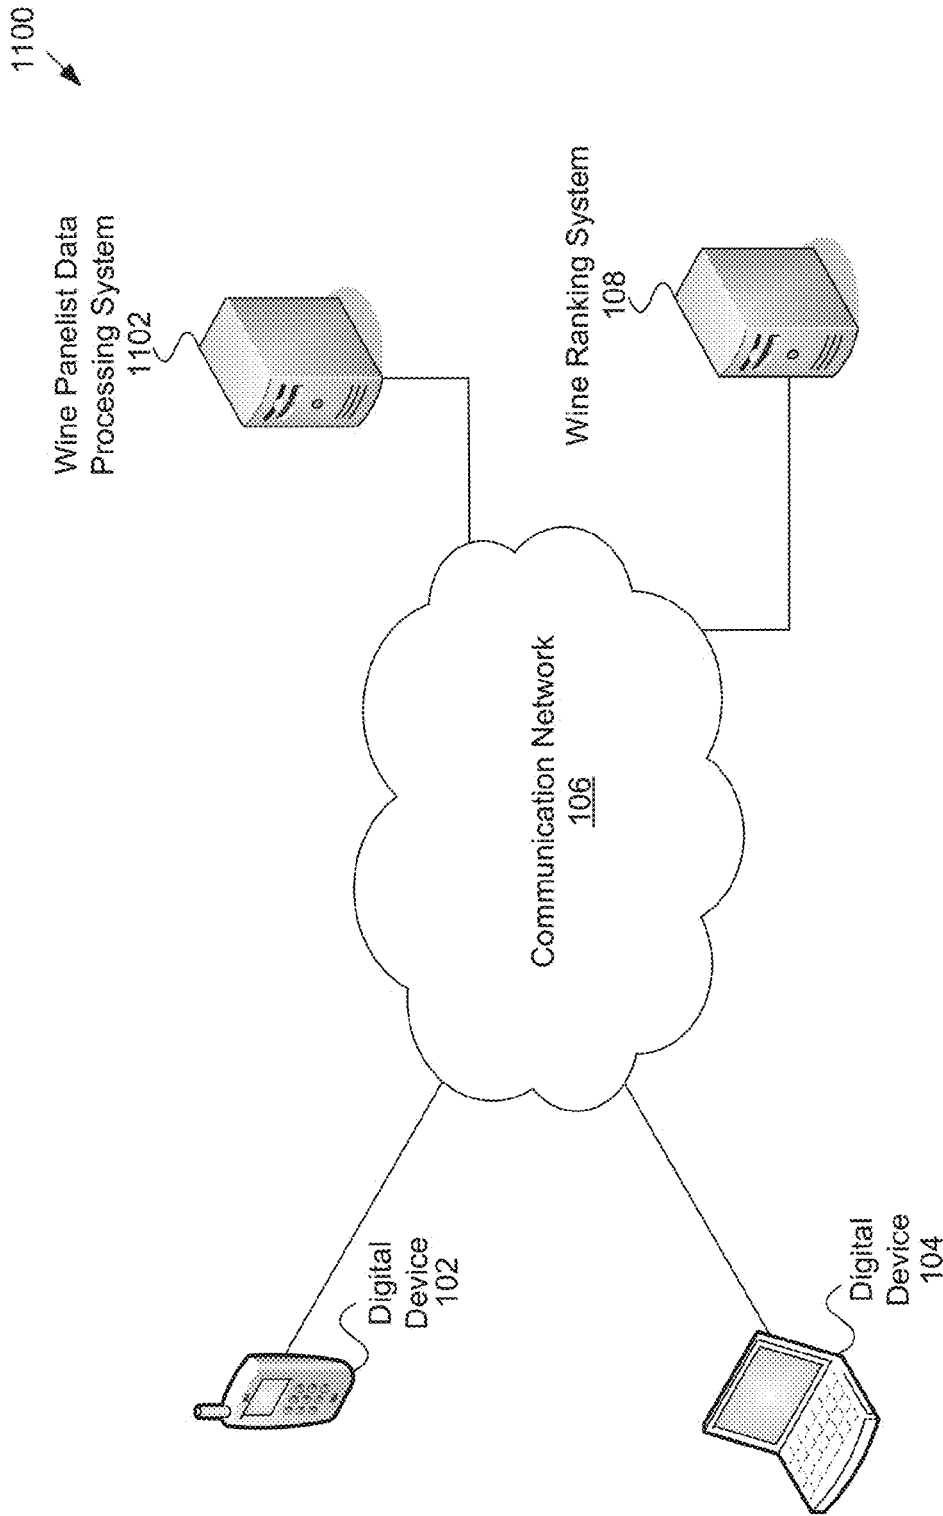 1100
Wine Panelist Data
Processing System
1102
Wine Ranking System
108
Communication Network
106
Digital
Device
102
Digital
Device
104